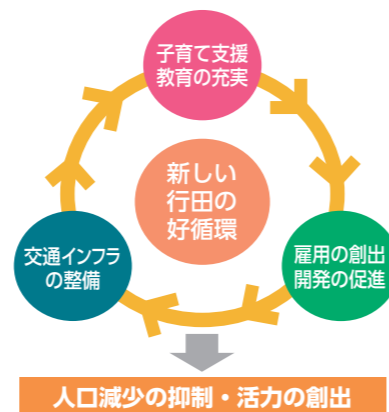 子育て支援
教育の充実
新しい
行田の
好循環
交通インフラ
の整備
雇用の創出
開発の促進
人口減少の抑制・活力の創出